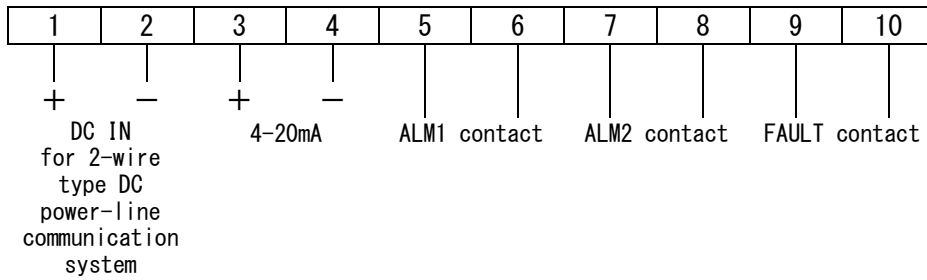 1 2 3 4 5 6 7 8 9 10
+ − + −
DC IN
for 2-wire
type DC
power-line
communication
system
4-20mA
ALM1 contact
ALM2 contact
FAULT contact